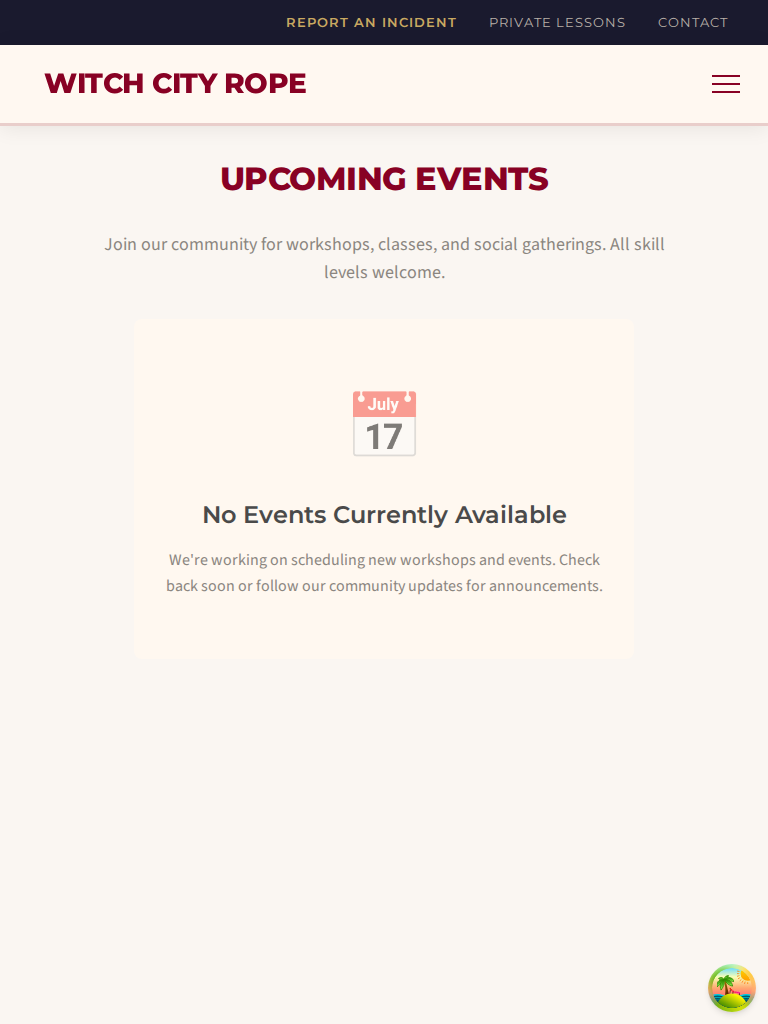 REPORT AN INCIDENT PRIVATE LESSONS CONTACT
WITCH CITY ROPE
UPCOMING EVENTS
Join our community for workshops, classes, and social gatherings. All skill
levels welcome.
July
17
No Events Currently Available
We're working on scheduling new workshops and events. Check
back soon or follow our community updates for announcements.